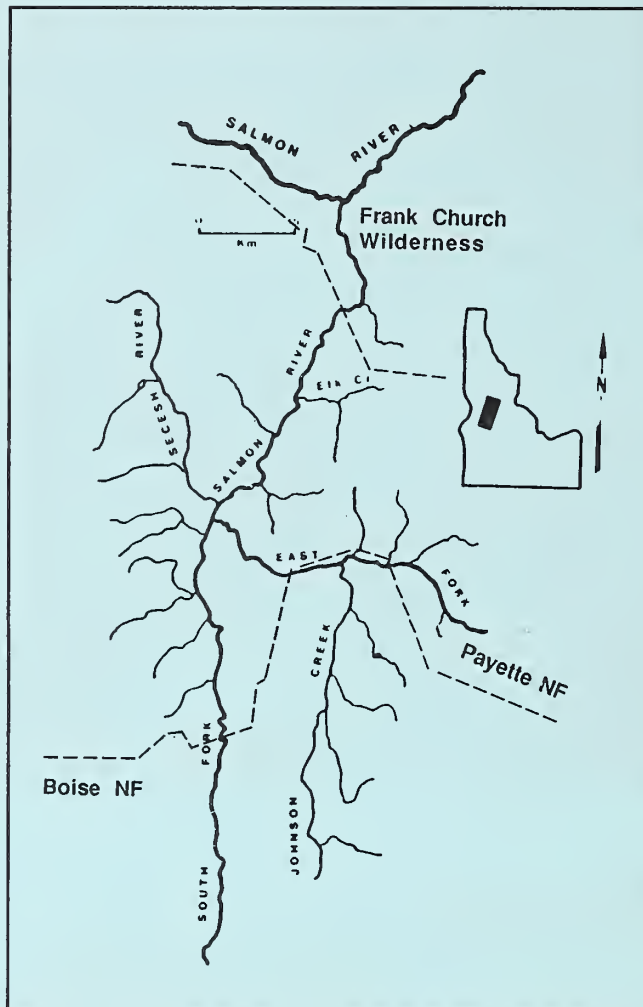 SALMON RIVER
Frank Church
Wilderness
Km
RIVER
SECESH
RIVER
SALMON
N
EAST
FORK
CREEK
JOHNSON
Payette NF
Boise NF
FORK
SOUTH